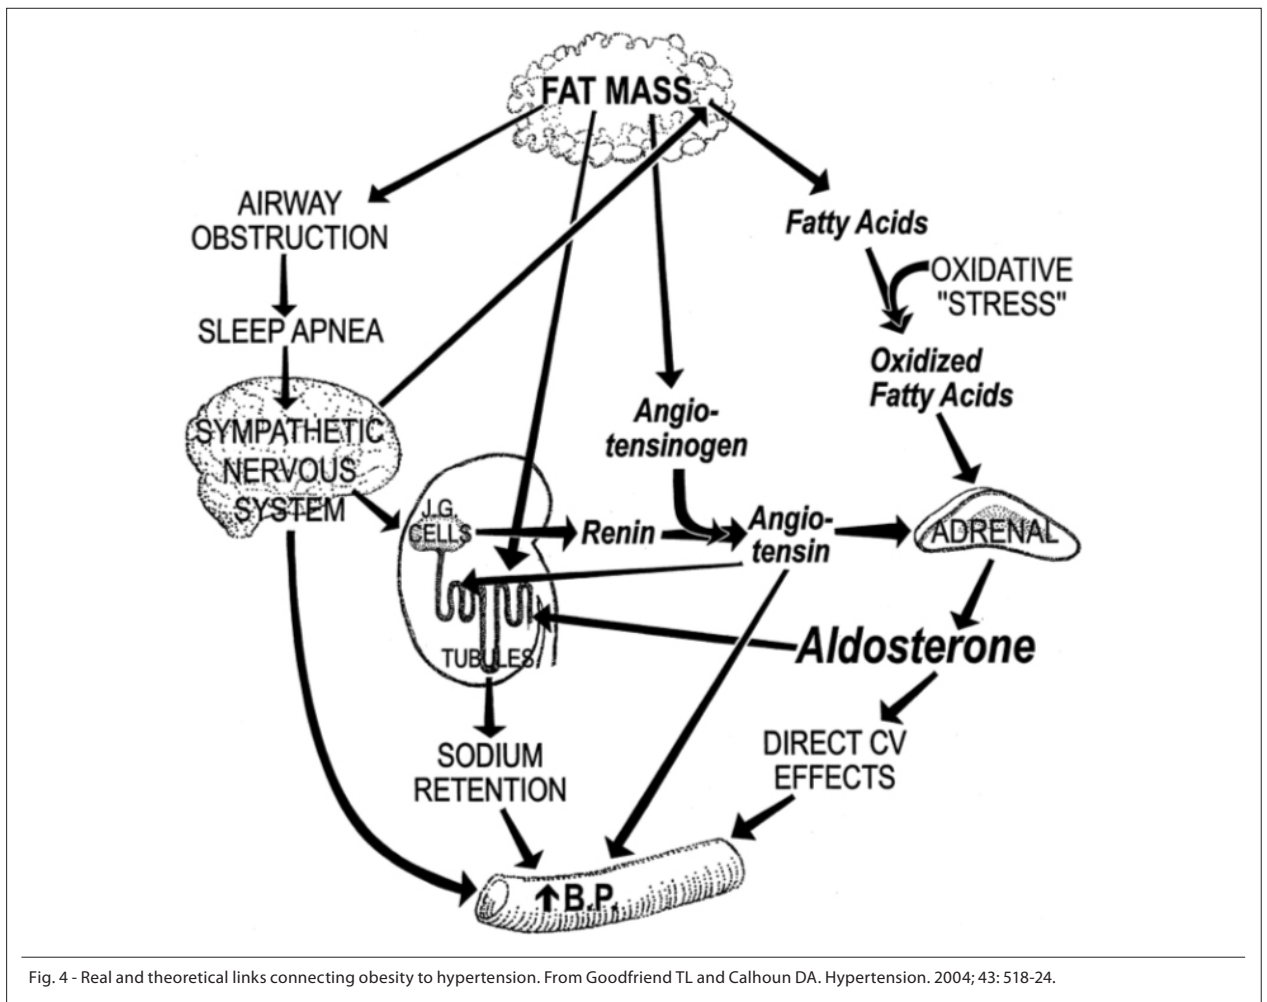 FAT MASS
AIRWAY
OBSTRUCTION
Fatty Acids
OXIDATIVE
"STRESS"
SLEEP APNEA
Oxidized
Fatty Acids
Angio-
tensinogen
SYMPATHETIC
NERVOUS
SYSTEM
J.G.
CELLS
Renin
Angio-
tensin
ADRENAL
Aldosterone
TUBULES
SODIUM
RETENTION
DIRECT CV
EFFECTS
↑ B.P.
Fig. 4 - Real and theoretical links connecting obesity to hypertension. From Goodfriend TL and Calhoun DA. Hypertension. 2004; 43: 518-24.